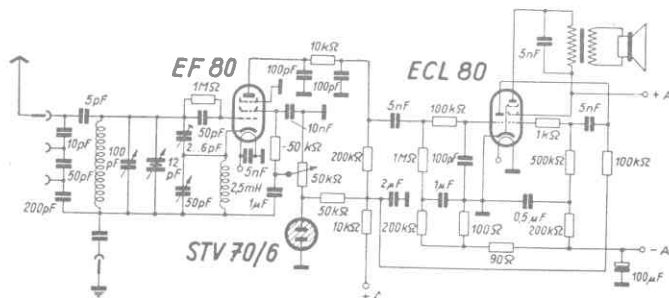 EF 80
10kΩ
ECL 80
5nF
+A
100pF
100pF
1MΩ
5pF
50pF
10nF
5nF
100kΩ
1kΩ
5nF
10pF
100
pF
12
pF
2...6pF
5nF
50kΩ
50kΩ
200kΩ
1MΩ
100pF
500kΩ
100kΩ
50pF
2,5mH
50pF
1µF
50kΩ
2µF
1µF
0,5µF
200pF
STV 70/6
10kΩ
200kΩ
100Ω
200kΩ
90Ω
-A
100µF